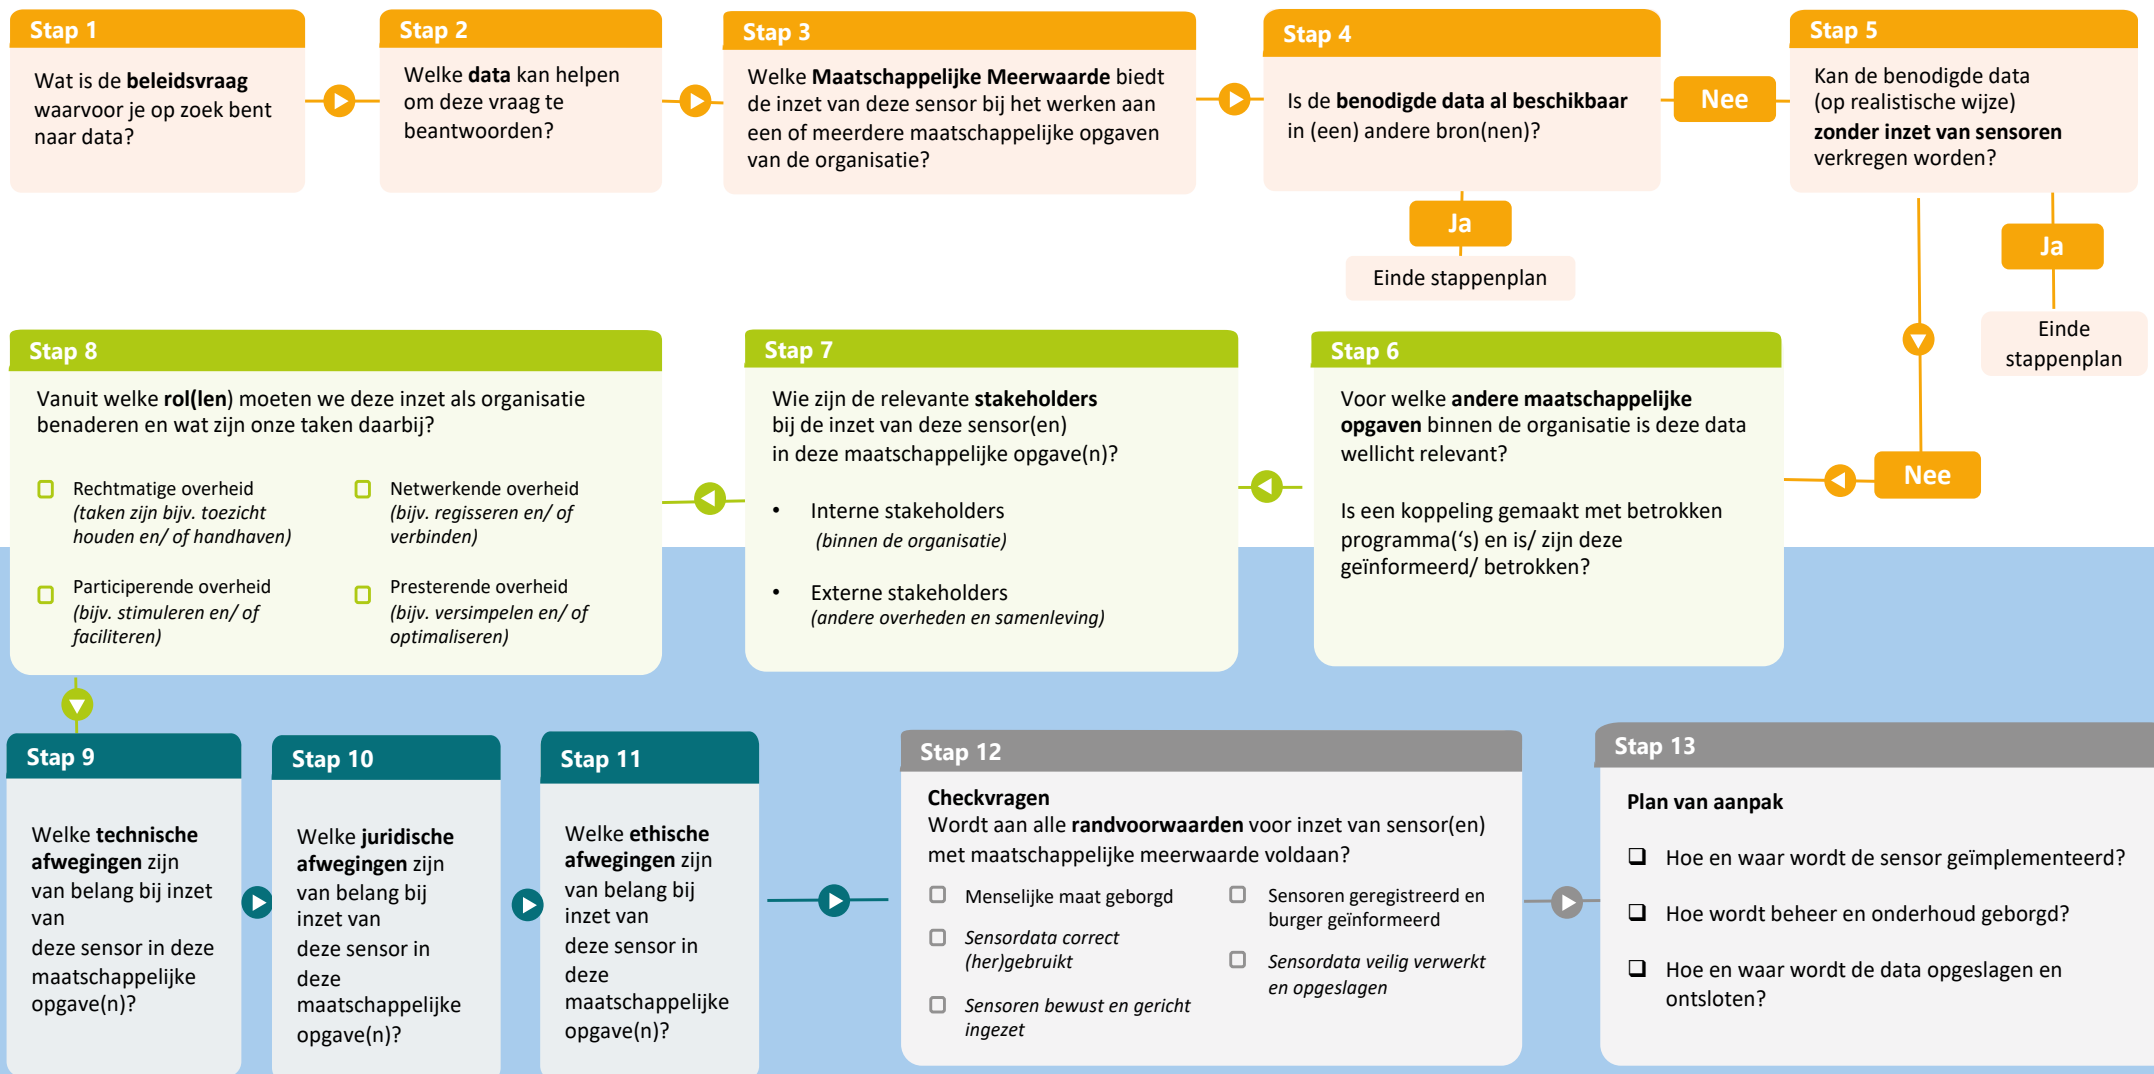 Stap 1
Wat is de beleidsvraag
waarvoor je op zoek bent
naar data?
Stap 2
Welke data kan helpen
om deze vraag te
beantwoorden?
Stap 3
Welke Maatschappelijke Meerwaarde biedt
de inzet van deze sensor bij het werken aan
een of meerdere maatschappelijke opgaven
van de organisatie?
Stap 4
Is de benodigde data al beschikbaar
in (een) andere bron(nen)?
Nee
Ja
Einde stappenplan
Stap 5
Kan de benodigde data
(op realistische wijze)
zonder inzet van sensoren
verkregen worden?
Ja
Einde
stappenplan
Nee
Stap 6
Voor welke andere maatschappelijke
opgaven binnen de organisatie is deze data
wellicht relevant?
Is een koppeling gemaakt met betrokken
programma('s) en is/ zijn deze
geïnformeerd/ betrokken?
Stap 7
Wie zijn de relevante stakeholders
bij de inzet van deze sensor(en)
in deze maatschappelijke opgave(n)?
• Interne stakeholders
(binnen de organisatie)
• Externe stakeholders
(andere overheden en samenleving)
Stap 8
Vanuit welke rol(len) moeten we deze inzet als organisatie
benaderen en wat zijn onze taken daarbij?
Rechtmatige overheid
(taken zijn bijv. toezicht
houden en/ of handhaven)
Netwerkende overheid
(bijv. regisseren en/ of
verbinden)
Participerende overheid
(bijv. stimuleren en/ of
faciliteren)
Presterende overheid
(bijv. versimpelen en/ of
optimaliseren)
Stap 9
Welke technische
afwegingen zijn
van belang bij inzet
van
deze sensor in deze
maatschappelijke
opgave(n)?
Stap 10
Welke juridische
afwegingen zijn
van belang bij
inzet van
deze sensor in
deze
maatschappelijke
opgave(n)?
Stap 11
Welke ethische
afwegingen zijn
van belang bij
inzet van
deze sensor in
deze
maatschappelijke
opgave(n)?
Stap 12
Checkvragen
Wordt aan alle randvoorwaarden voor inzet van sensor(en)
met maatschappelijke meerwaarde voldaan?
Menselijke maat geborgd
Sensordata correct
(her)gebruikt
Sensoren bewust en gericht
ingezet
Sensoren geregistreerd en
burger geïnformeerd
Sensordata veilig verwerkt
en opgeslagen
Stap 13
Plan van aanpak
Hoe en waar wordt de sensor geïmplementeerd?
Hoe wordt beheer en onderhoud geborgd?
Hoe en waar wordt de data opgeslagen en
ontsloten?